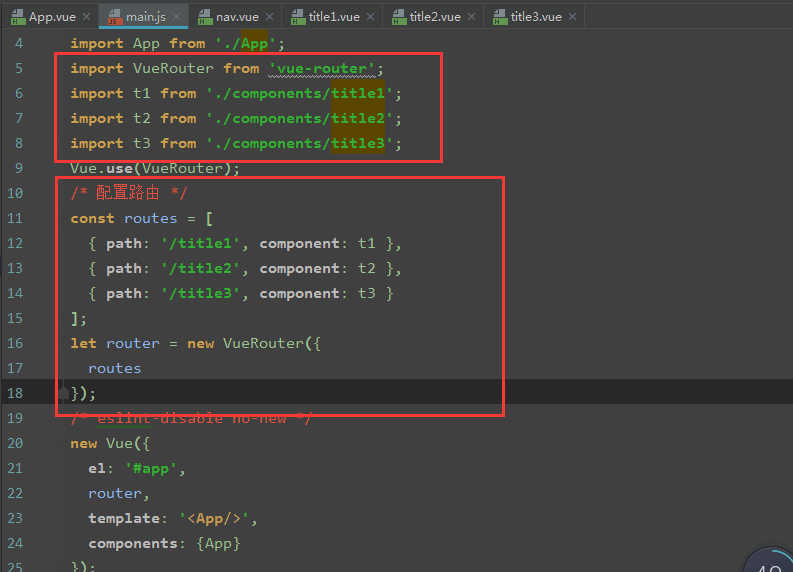 App.vue main.js nav.vue title1.vue title2.vue title3.vue
4 import App from './App';
5 import VueRouter from 'vue-router';
6 import t1 from './components/title1';
7 import t2 from './components/title2';
8 import t3 from './components/title3';
9 Vue.use(VueRouter);
10 /* 配置路由 */
11 const routes = [
12 { path: '/title1', component: t1 },
13 { path: '/title2', component: t2 },
14 { path: '/title3', component: t3 }
15 ];
16 let router = new VueRouter({
17 routes
18 });
19 /* eslint-disable no-new */
20 new Vue({
21 el: '#app',
22 router,
23 template: '<App/>',
24 components: {App}
25 });